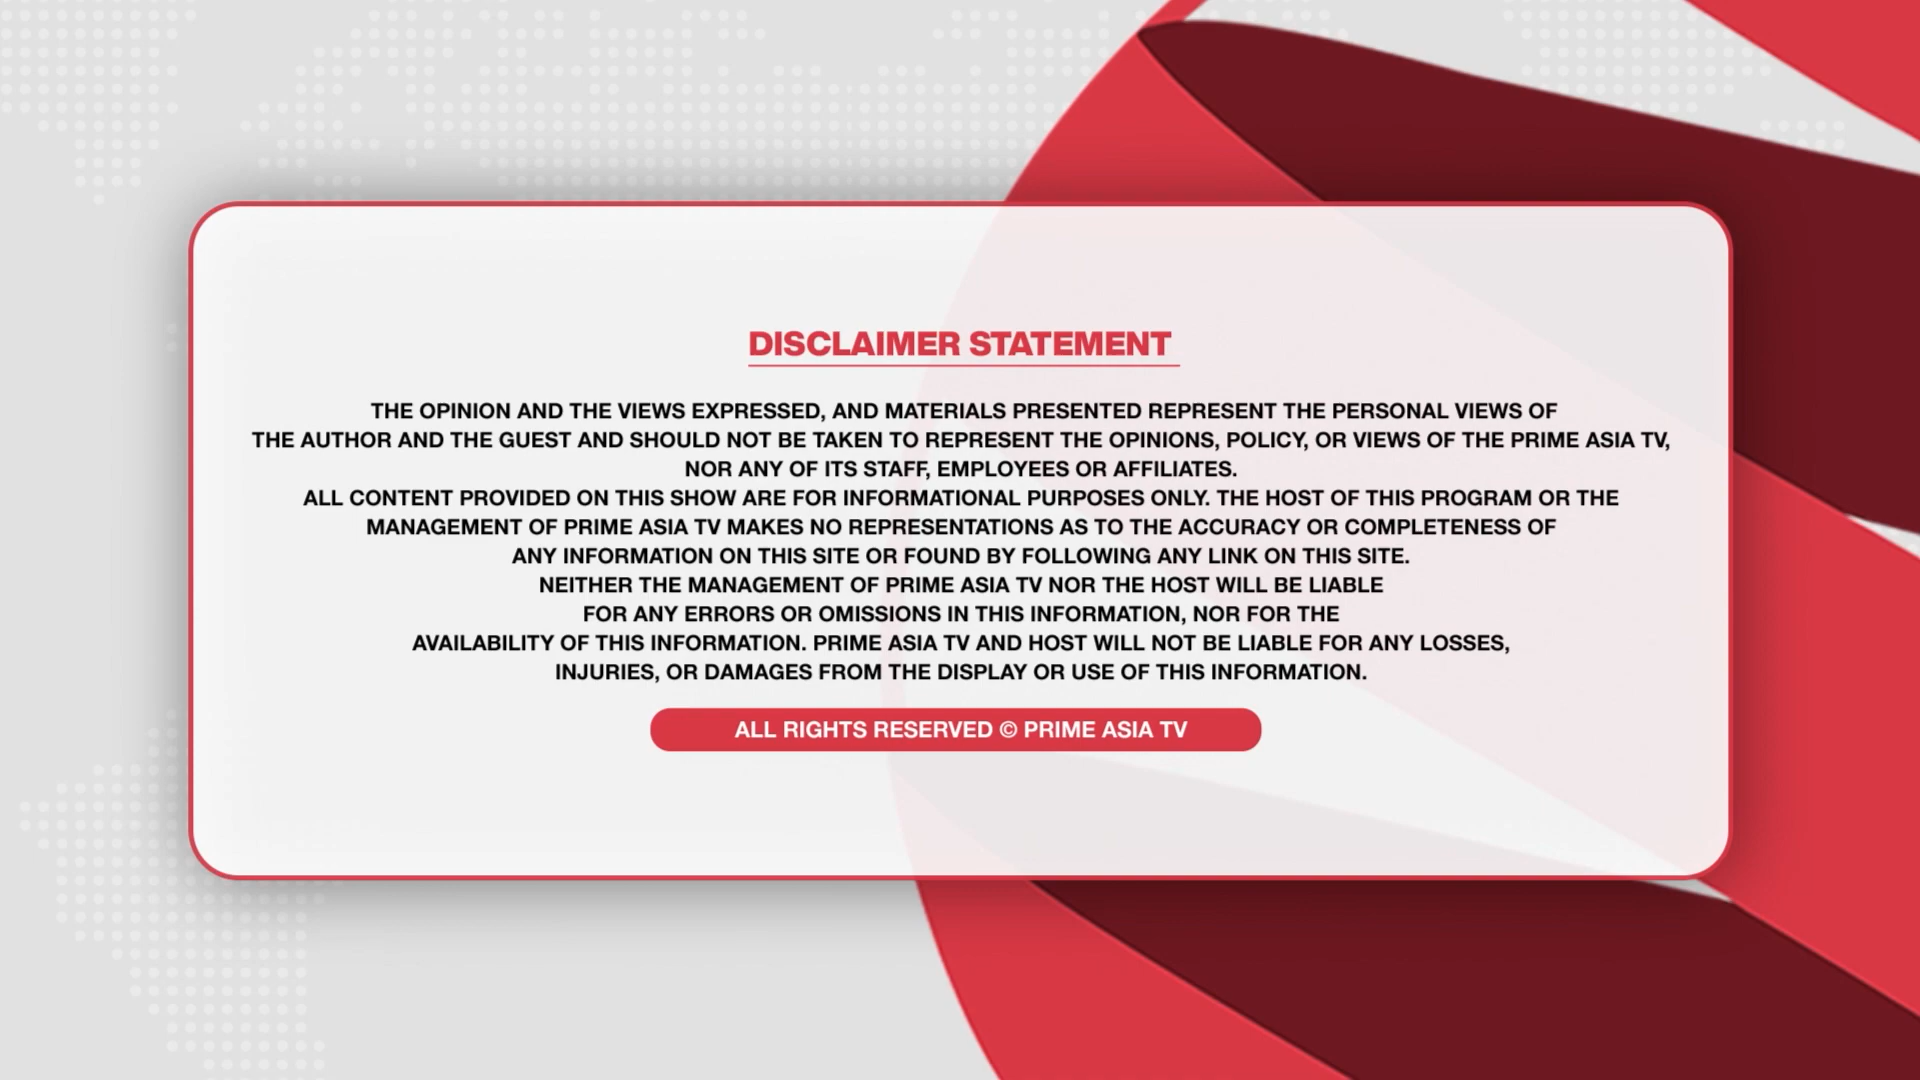 DISCLAIMER STATEMENT
THE OPINION AND THE VIEWS EXPRESSED, AND MATERIALS PRESENTED REPRESENT THE PERSONAL VIEWS OF
THE AUTHOR AND THE GUEST AND SHOULD NOT BE TAKEN TO REPRESENT THE OPINIONS, POLICY, OR VIEWS OF THE PRIME ASIA TV,
NOR ANY OF ITS STAFF, EMPLOYEES OR AFFILIATES.
ALL CONTENT PROVIDED ON THIS SHOW ARE FOR INFORMATIONAL PURPOSES ONLY. THE HOST OF THIS PROGRAM OR THE
MANAGEMENT OF PRIME ASIA TV MAKES NO REPRESENTATIONS AS TO THE ACCURACY OR COMPLETENESS OF
ANY INFORMATION ON THIS SITE OR FOUND BY FOLLOWING ANY LINK ON THIS SITE.
NEITHER THE MANAGEMENT OF PRIME ASIA TV NOR THE HOST WILL BE LIABLE
FOR ANY ERRORS OR OMISSIONS IN THIS INFORMATION, NOR FOR THE
AVAILABILITY OF THIS INFORMATION. PRIME ASIA TV AND HOST WILL NOT BE LIABLE FOR ANY LOSSES,
INJURIES, OR DAMAGES FROM THE DISPLAY OR USE OF THIS INFORMATION.
ALL RIGHTS RESERVED © PRIME ASIA TV